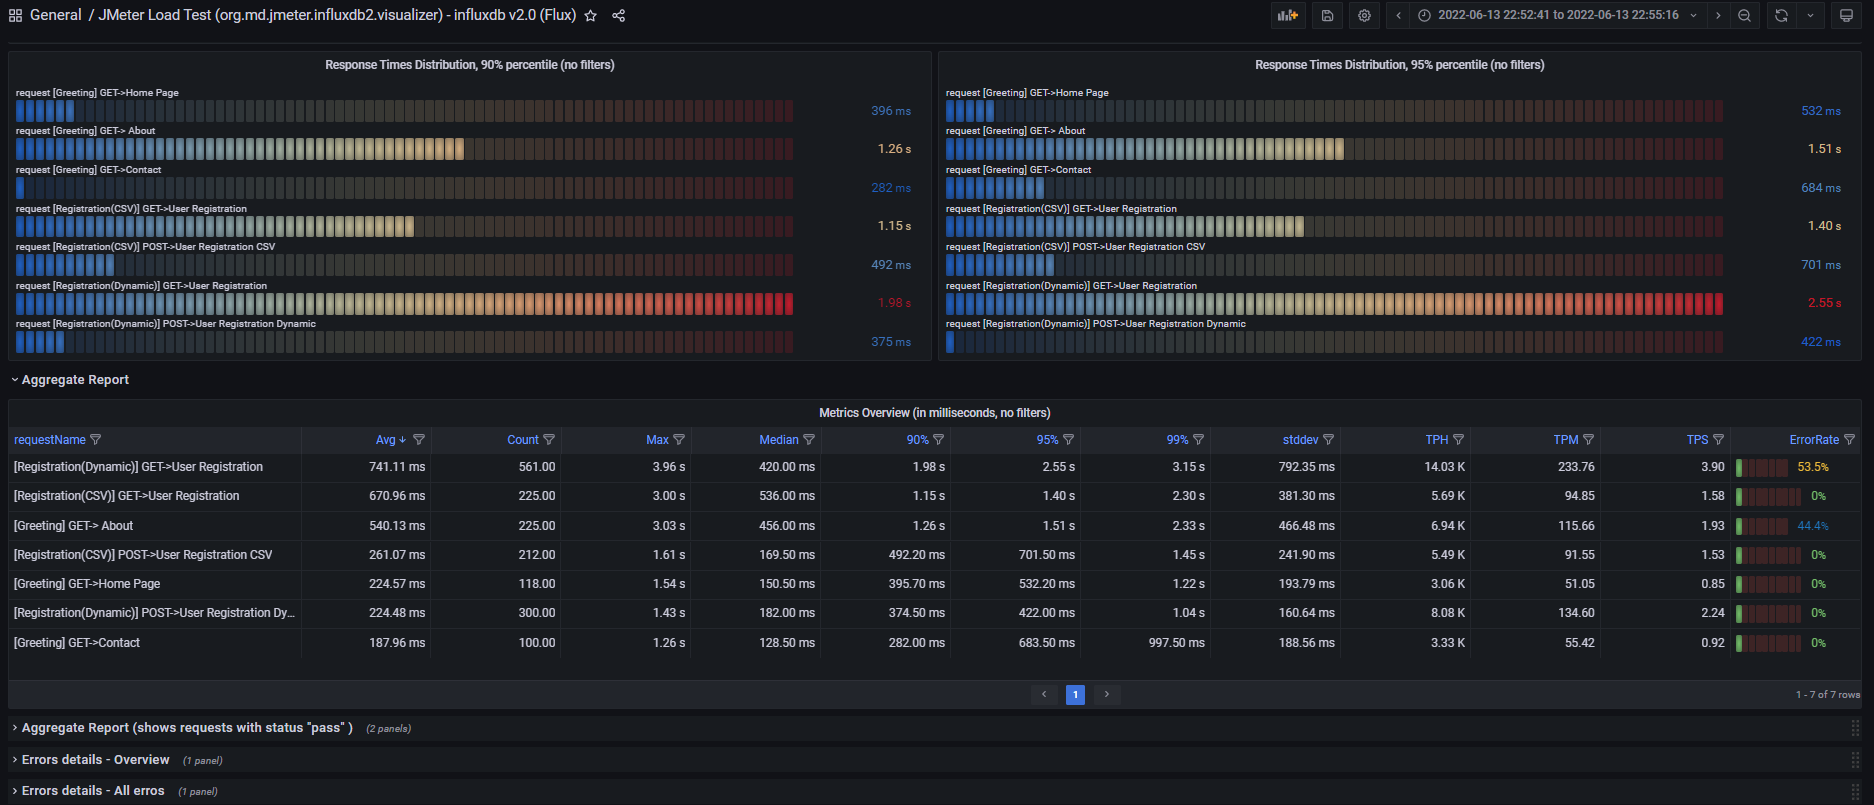 General / JMeter Load Test (org.md.jmeter.influxdb2.visualizer) - influxdb v2.0 (Flux)
2022-06-13 22:52:41 to 2022-06-13 22:55:16
Response Times Distribution, 90% percentile (no filters)
request [Greeting] GET->Home Page
396 ms
request [Greeting] GET-> About
1.26 s
request [Greeting] GET->Contact
282 ms
request [Registration(CSV)] GET->User Registration
1.15 s
request [Registration(CSV)] POST->User Registration CSV
492 ms
request [Registration(Dynamic)] GET->User Registration
1.98 s
request [Registration(Dynamic)] POST->User Registration Dynamic
375 ms
Response Times Distribution, 95% percentile (no filters)
request [Greeting] GET->Home Page
532 ms
request [Greeting] GET-> About
1.51 s
request [Greeting] GET->Contact
684 ms
request [Registration(CSV)] GET->User Registration
1.40 s
request [Registration(CSV)] POST->User Registration CSV
701 ms
request [Registration(Dynamic)] GET->User Registration
2.55 s
request [Registration(Dynamic)] POST->User Registration Dynamic
422 ms
Aggregate Report
Metrics Overview (in milliseconds, no filters)
requestName Avg Count Max Median 90% 95% 99% stddev TPH TPM TPS ErrorRate
[Registration(Dynamic)] GET->User Registration 741.11 ms 561.00 3.96 s 420.00 ms 1.98 s 2.55 s 3.15 s 792.35 ms 14.03 K 233.76 3.90 53.5%
[Registration(CSV)] GET->User Registration 670.96 ms 225.00 3.00 s 536.00 ms 1.15 s 1.40 s 2.30 s 381.30 ms 5.69 K 94.85 1.58 0%
[Greeting] GET-> About 540.13 ms 225.00 3.03 s 456.00 ms 1.26 s 1.51 s 2.33 s 466.48 ms 6.94 K 115.66 1.93 44.4%
[Registration(CSV)] POST->User Registration CSV 261.07 ms 212.00 1.61 s 169.50 ms 492.20 ms 701.50 ms 1.45 s 241.90 ms 5.49 K 91.55 1.53 0%
[Greeting] GET->Home Page 224.57 ms 118.00 1.54 s 150.50 ms 395.70 ms 532.20 ms 1.22 s 193.79 ms 3.06 K 51.05 0.85 0%
[Registration(Dynamic)] POST->User Registration Dy... 224.48 ms 300.00 1.43 s 182.00 ms 374.50 ms 422.00 ms 1.04 s 160.64 ms 8.08 K 134.60 2.24 0%
[Greeting] GET->Contact 187.96 ms 100.00 1.26 s 128.50 ms 282.00 ms 683.50 ms 997.50 ms 188.56 ms 3.33 K 55.42 0.92 0%
1
1 - 7 of 7 rows
Aggregate Report (shows requests with status "pass" ) (2 panels)
Errors details - Overview (1 panel)
Errors details - All erros (1 panel)